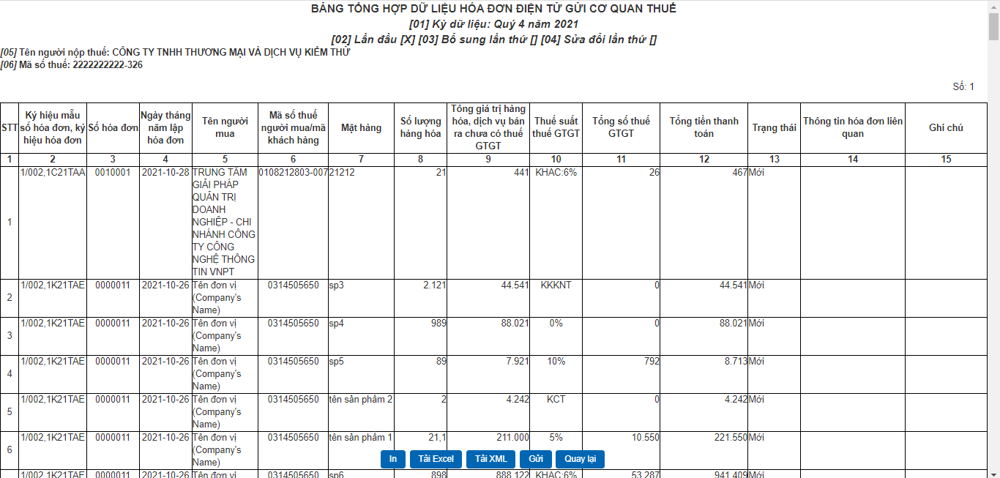 BẢNG TỔNG HỢP DỮ LIỆU HÓA ĐƠN ĐIỆN TỬ GỬI CƠ QUAN THUẾ
[01] Kỳ dữ liệu: Quý 4 năm 2021
[02] Lần đầu [X] [03] Bổ sung lần thứ [] [04] Sửa đổi lần thứ []
[05] Tên người nộp thuế: CÔNG TY TNHH THƯƠNG MẠI VÀ DỊCH VỤ KIỂM THỬ
[06] Mã số thuế: 2222222222-326
Số: 1
STT Ký hiệu mẫu số hóa đơn, ký hiệu hóa đơn Số hóa đơn Ngày tháng năm lập hóa đơn Tên người mua Mã số thuế người mua/mã khách hàng Mặt hàng Số lượng hàng hóa Tổng giá trị hàng hóa, dịch vụ bán ra chưa có thuế GTGT Thuế suất thuế GTGT Tổng số thuế GTGT Tổng tiền thanh toán Trạng thái Thông tin hóa đơn liên quan Ghi chú
1 2 3 4 5 6 7 8 9 10 11 12 13 14 15
1 1/002,1C21TAA 0010001 2021-10-28 TRUNG TÂM GIẢI PHÁP QUẢN TRỊ DOANH NGHIỆP - CHI NHÁNH CÔNG TY CÔNG NGHỆ THÔNG TIN VNPT 0108212803-007 21212 21 441 KHAC:6% 26 467 Mới
2 1/002,1K21TAE 0000011 2021-10-26 Tên đơn vị (Company's Name) 0314505650 sp3 2.121 44.541 KKKNT 0 44.541 Mới
3 1/002,1K21TAE 0000011 2021-10-26 Tên đơn vị (Company's Name) 0314505650 sp4 989 88.021 0% 0 88.021 Mới
4 1/002,1K21TAE 0000011 2021-10-26 Tên đơn vị (Company's Name) 0314505650 sp5 89 7.921 10% 792 8.713 Mới
5 1/002,1K21TAE 0000011 2021-10-26 Tên đơn vị (Company's Name) 0314505650 tên sản phâm 2 2 4.242 KCT 0 4.242 Mới
6 1/002,1K21TAE 0000011 2021-10-26 Tên đơn vị (Company's Name) 0314505650 tên sản phâm 1 21,1 211.000 5% 10.550 221.550 Mới
In Tải Excel Tải XML Gửi Quay lại
1/002,1K21TAE 0000011 2021-10-26 Tên đơn vị 0314505650 sp6 898 888.122 KHAC:6% 53.287 941.409 Mới